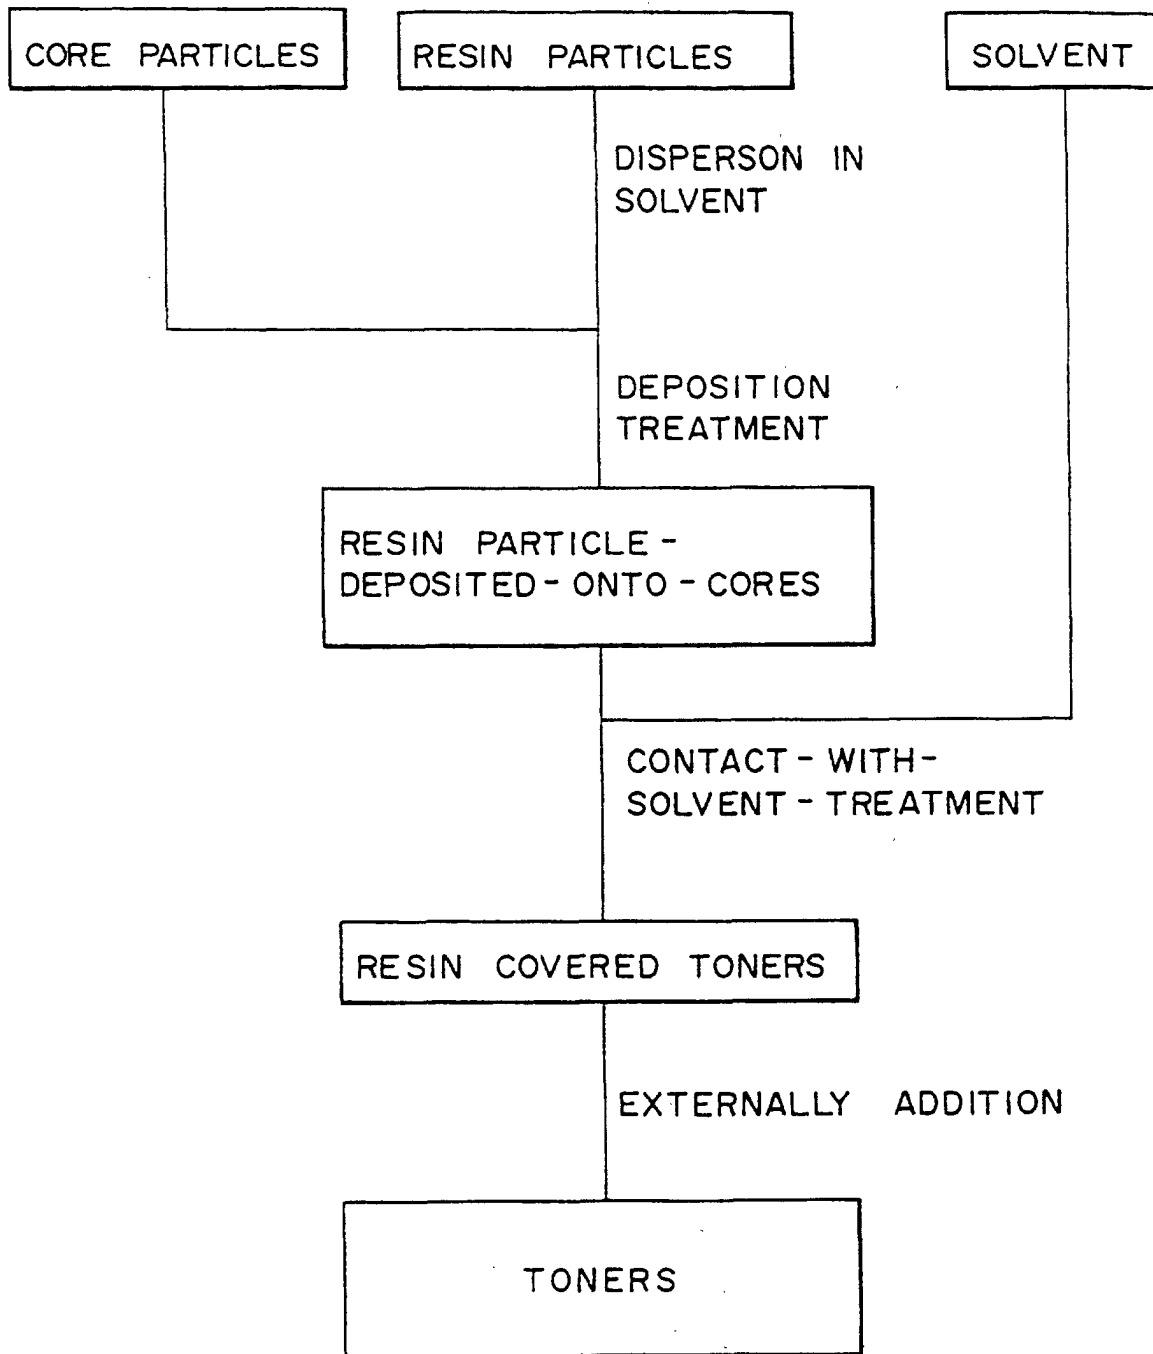 CORE PARTICLES
RESIN PARTICLES
SOLVENT
DISPERSON IN
SOLVENT
DEPOSITION
TREATMENT
RESIN PARTICLE-
DEPOSITED-ONTO-CORES
CONTACT-WITH-
SOLVENT-TREATMENT
RESIN COVERED TONERS
EXTERNALLY ADDITION
TONERS